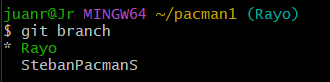 juanr@Jr MINGW64 ~/pacman1 (Rayo)
$ git branch
* Rayo
  StebanPacmanS